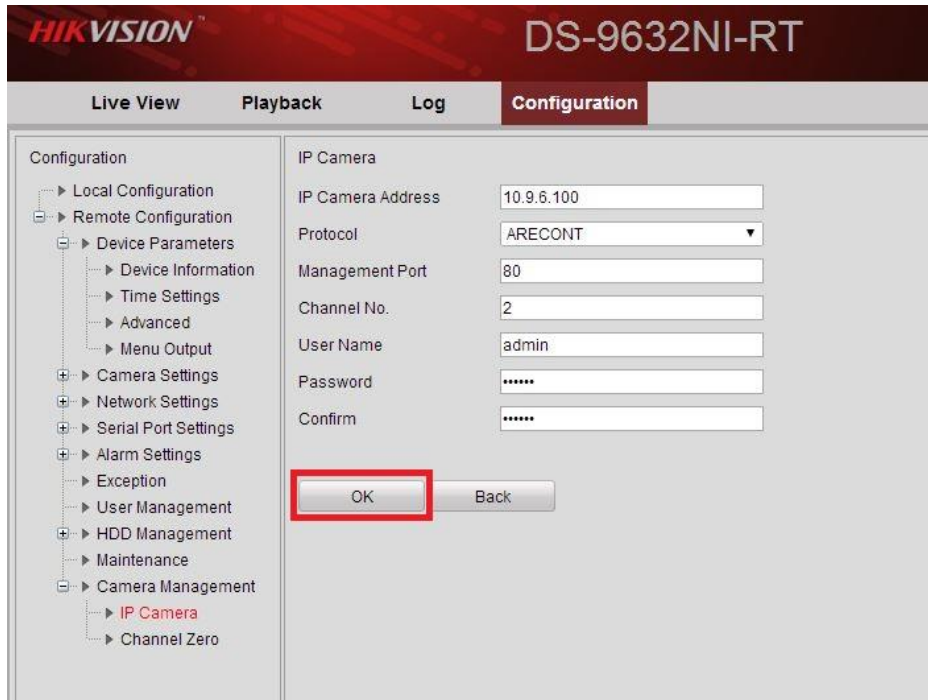 HIKVISION™
DS-9632NI-RT
Live View Playback Log Configuration
Configuration
Local Configuration
Remote Configuration
Device Parameters
Device Information
Time Settings
Advanced
Menu Output
Camera Settings
Network Settings
Serial Port Settings
Alarm Settings
Exception
User Management
HDD Management
Maintenance
Camera Management
IP Camera
Channel Zero
IP Camera
IP Camera Address 10.9.6.100
Protocol ARECONT
Management Port 80
Channel No. 2
User Name admin
Password ••••••
Confirm ••••••
OK Back